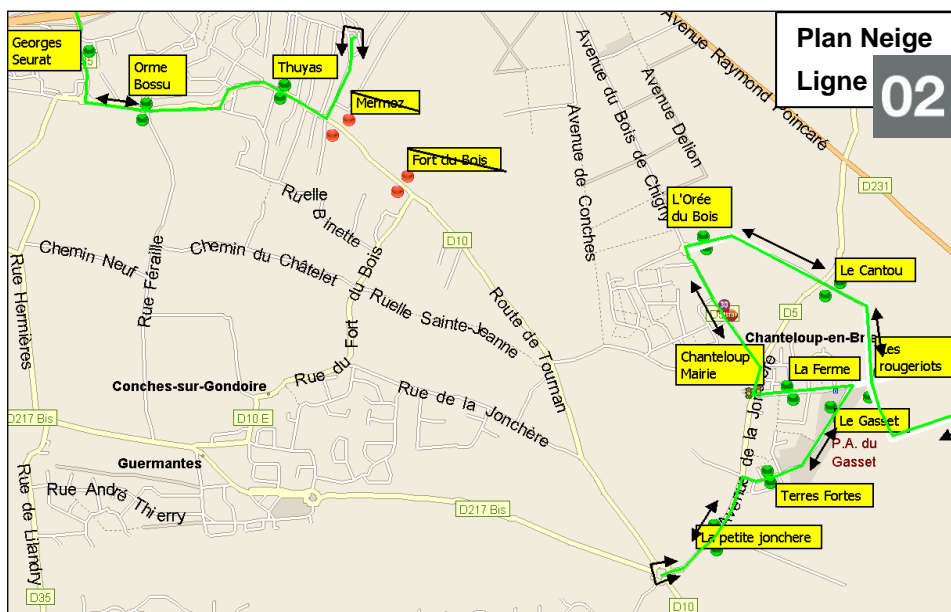 Plan Neige
Ligne 02
Georges
Seurat
Orme
Bossu
Thuyas
Mermoz
Fort du Bois
Avenue Raymond Poincaré
Avenue Delion
Avenue du Bois de Chigny
Avenue de Conches
D231
L'Orée
du Bois
Le Cantou
D5
Chanteloup-en-Brie
Les
rougeriots
Chanteloup
Mairie
La Ferme
Le Gasset
P.A. du
Gasset
Terres Fortes
La petite jonchere
Avenue de la Jonchère
Ruelle Binette
D10
Chemin Neuf
Chemin du Châtelet
Ruelle Sainte-Jeanne
Route de Tournan
Rue Hermières
Rue Féraille
Rue du Fort du Bois
Rue de la Jonchère
Conches-sur-Gondoire
D217 Bis
D10 E
Guermantes
Rue André Thierry
Rue de Lilandry
D217 Bis
D35
D10